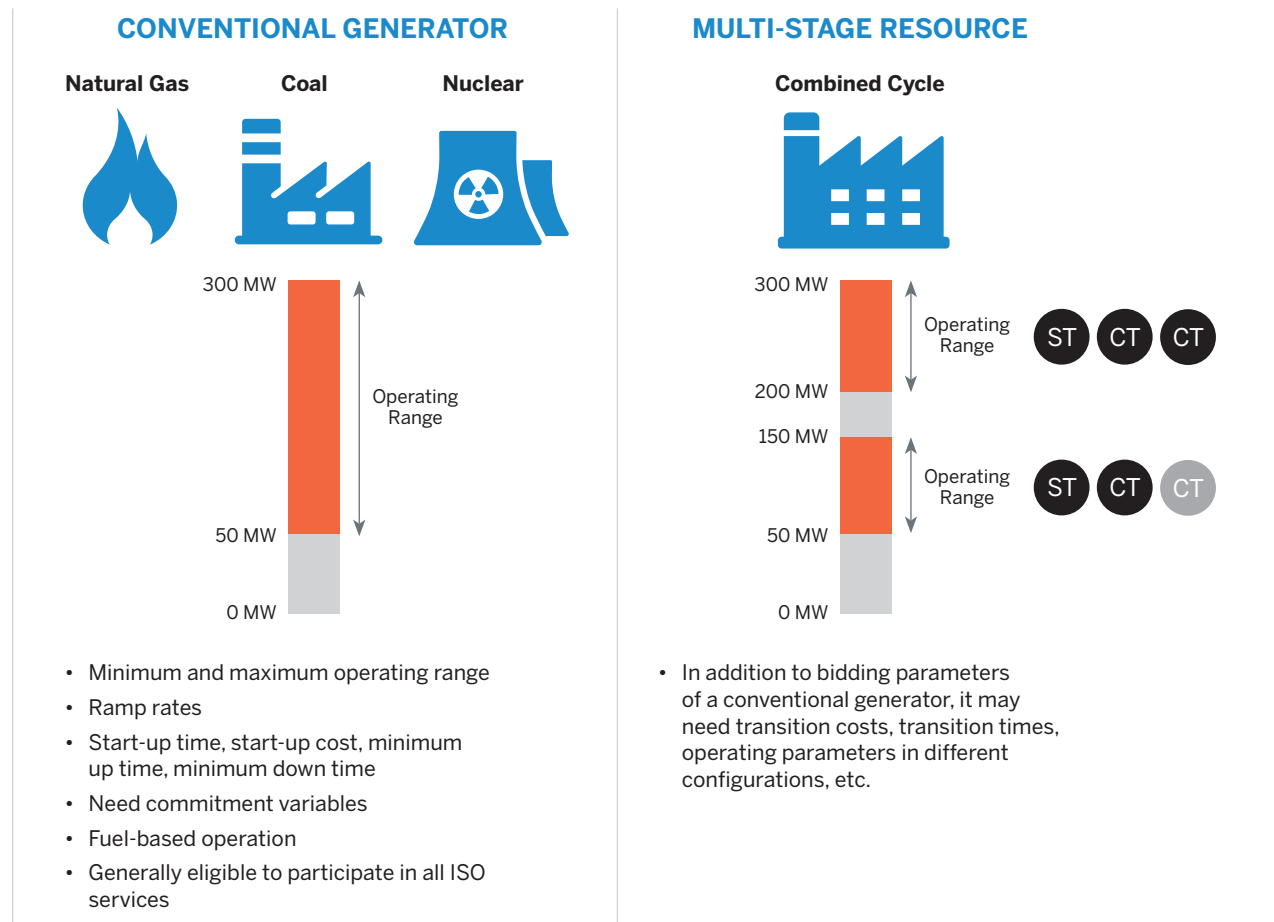 CONVENTIONAL GENERATOR
Natural Gas
Coal
Nuclear
300 MW
Operating
Range
50 MW
0 MW
• Minimum and maximum operating range
• Ramp rates
• Start-up time, start-up cost, minimum
up time, minimum down time
• Need commitment variables
• Fuel-based operation
• Generally eligible to participate in all ISO
services
MULTI-STAGE RESOURCE
Combined Cycle
300 MW
Operating
Range
ST CT CT
200 MW
150 MW
Operating
Range
ST CT CT
50 MW
0 MW
• In addition to bidding parameters
of a conventional generator, it may
need transition costs, transition times,
operating parameters in different
configurations, etc.